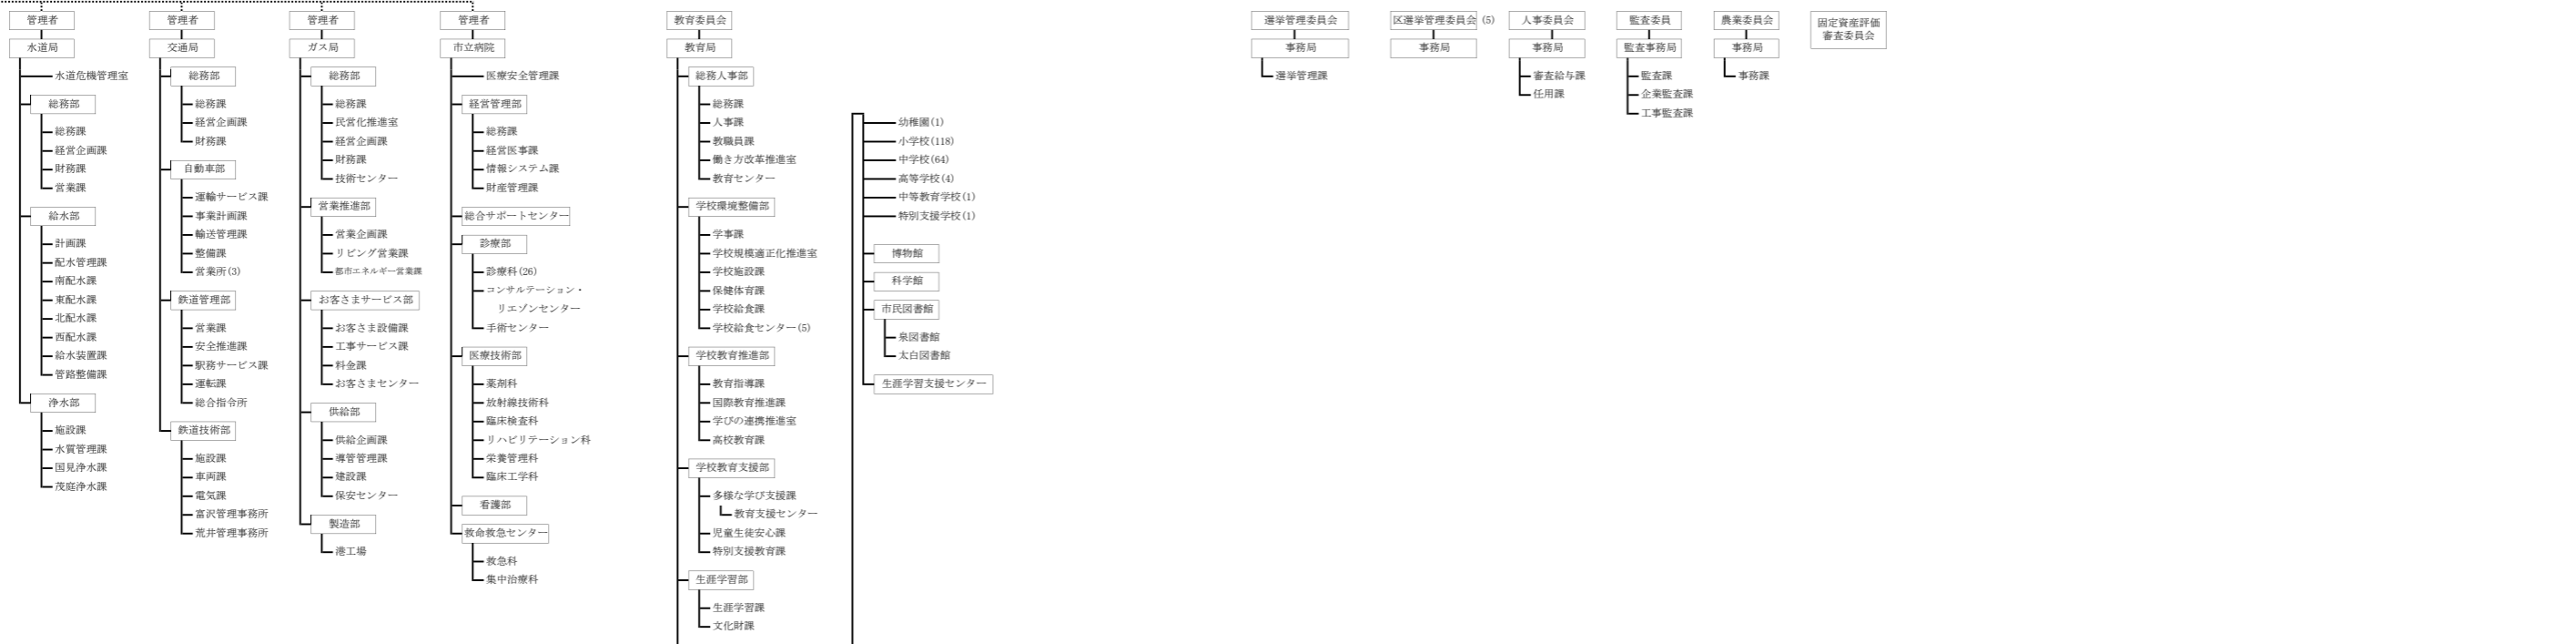 管理者
水道局
水道危機管理室
総務部
総務課
経営企画課
財務課
営業課
給水部
計画課
配水管理課
南配水課
東配水課
北配水課
西配水課
給水装置課
管路整備課
浄水部
施設課
水質管理課
国見浄水課
茂庭浄水課
管理者
交通局
総務部
総務課
経営企画課
財務課
自動車部
運輸サービス課
事業計画課
輸送管理課
整備課
営業所(3)
鉄道管理部
営業課
安全推進課
駅務サービス課
運転課
総合指令所
鉄道技術部
施設課
車両課
電気課
富沢管理事務所
荒井管理事務所
管理者
ガス局
総務部
総務課
民営化推進室
経営企画課
財務課
技術センター
営業推進部
営業企画課
リビング営業課
都市エネルギー営業課
お客さまサービス部
お客さま設備課
工事サービス課
料金課
お客さまセンター
供給部
供給企画課
導管管理課
建設課
保安センター
製造部
港工場
管理者
市立病院
医療安全管理課
経営管理部
総務課
経営医事課
情報システム課
財産管理課
総合サポートセンター
診療部
診療科(26)
コンサルテーション・
リエゾンセンター
手術センター
医療技術部
薬剤科
放射線技術科
臨床検査科
リハビリテーション科
栄養管理科
臨床工学科
看護部
救命救急センター
救急科
集中治療科
教育委員会
教育局
総務人事部
総務課
人事課
教職員課
働き方改革推進室
教育センター
学校環境整備部
学事課
学校規模適正化推進室
学校施設課
保健体育課
学校給食課
学校給食センター(5)
学校教育推進部
教育指導課
国際教育推進課
学びの連携推進室
高校教育課
学校教育支援部
多様な学び支援課
教育支援センター
児童生徒安心課
特別支援教育課
生涯学習部
生涯学習課
文化財課
幼稚園(1)
小学校(118)
中学校(64)
高等学校(4)
中等教育学校(1)
特別支援学校(1)
博物館
科学館
市民図書館
泉図書館
太白図書館
生涯学習支援センター
選挙管理委員会
事務局
選挙管理課
区選挙管理委員会 (5)
事務局
人事委員会
事務局
審査給与課
任用課
監査委員
監査事務局
監査課
企業監査課
工事監査課
農業委員会
事務局
事務課
固定資産評価
審査委員会